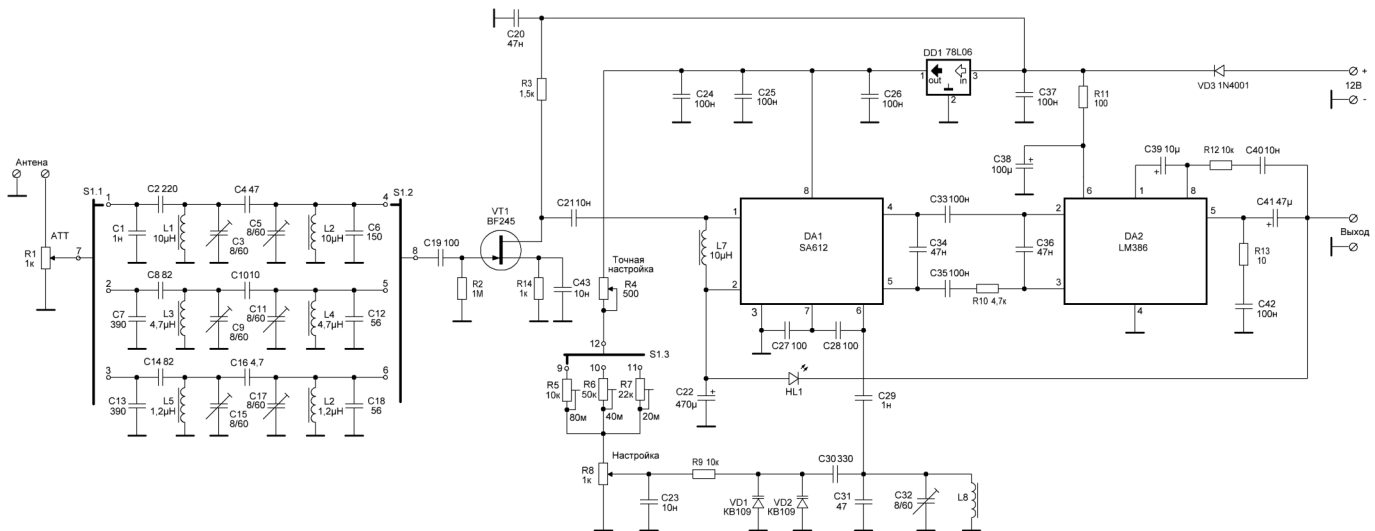 C20
47н
DD1 78L06
1
out
in
3
2
R3
1,5к
C24
100н
C25
100н
C26
100н
C37
100н
R11
100
VD3 1N4001
+
12В
-
Антена
S1.1
1
C2 220
C4 47
4
S1.2
C1
1н
L1
10µH
C3
8/60
C5
8/60
L2
10µH
C6
150
R1
1к
АТТ
7
2
C8 82
C10 10
5
C7
390
L3
4,7µH
C9
8/60
C11
8/60
L4
4,7µH
C12
56
3
C14 82
C16 4,7
6
C13
390
L5
1,2µH
C15
8/60
C17
8/60
L2
1,2µH
C18
56
8
C19 100
VT1
BF245
R2
1М
R14
1к
C43
10н
C21 10н
Точная
настройка
R4
500
12
S1.3
9
10
11
R5
10к
R6
50к
R7
22к
80м
40м
20м
Настройка
R8
1к
C23
10н
R9 10к
VD1
КВ109
VD2
КВ109
C30 330
C31
47
C32
8/60
L8
L7
10µH
1
2
8
DA1
SA612
4
5
3
7
6
C27 100
C28 100
C22
470µ
HL1
C29
1н
C33 100н
C34
47н
C36
47н
C35 100н
R10 4,7к
C38
100µ
+
C39 10µ
+
R12 10к
C40 10н
6
1
8
2
3
DA2
LM386
5
4
C41 47µ
+
R13
10
C42
100н
Выход
+